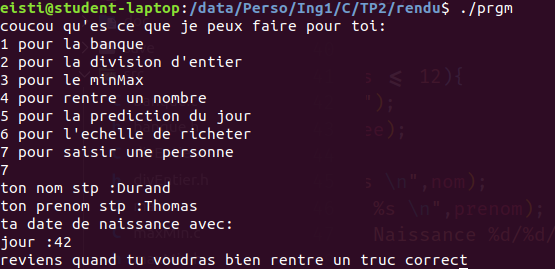 eisti@student-laptop:/data/Perso/Ing1/C/TP2/rendu$ ./prgm
coucou qu'es ce que je peux faire pour toi:
1 pour la banque
2 pour la division d'entier
3 pour le minMax
4 pour rentre un nombre
5 pour la prediction du jour
6 pour l'echelle de richeter
7 pour saisir une personne
7
ton nom stp :Durand
ton prenom stp :Thomas
ta date de naissance avec:
jour :42
reviens quand tu voudras bien rentre un truc correct